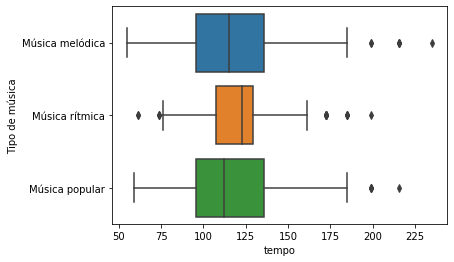 Tipo de música
Música melódica
Música rítmica
Música popular
50 75 100 125 150 175 200 225
tempo